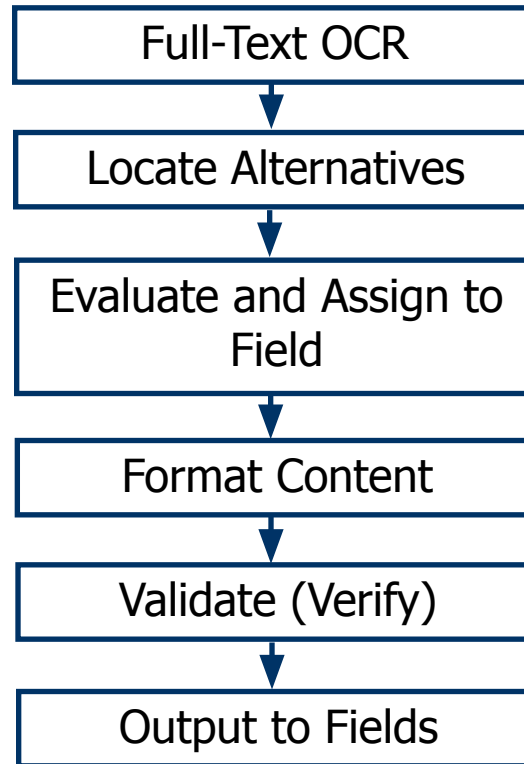 Full-Text OCR
Locate Alternatives
Evaluate and Assign to
Field
Format Content
Validate (Verify)
Output to Fields